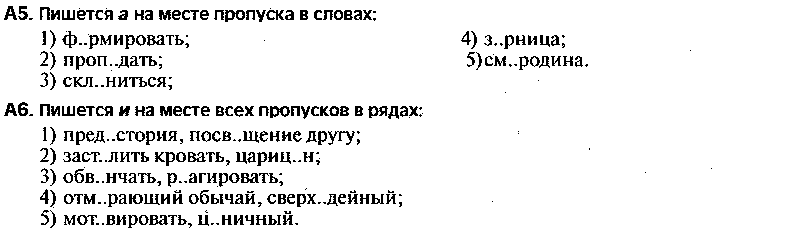 А5. Пишется а на месте пропуска в словах:
1) ф..рмировать;
4) з..рница;
2) проп..дать;
5)см..родина.
3) скл..ниться;
А6. Пишется и на месте всех пропусков в рядах:
1) пред..стория, посв..щение другу;
2) заст..лить кровать, цариц..н;
3) обв..нчать, р..агировать;
4) отм..рающий обычай, сверх..дейный;
5) мот..вировать, ц..ничный.